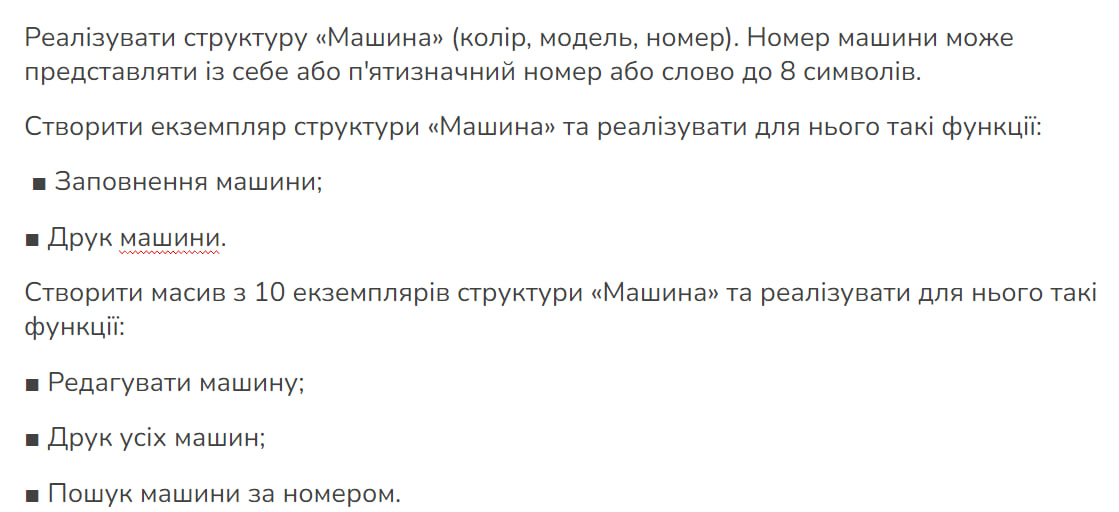 Реалізувати структуру «Машина» (колір, модель, номер). Номер машини може
представляти із себе або п'ятизначний номер або слово до 8 символів.
Створити екземпляр структури «Машина» та реалізувати для нього такі функції:
■ Заповнення машини;
■ Друк машини.
Створити масив з 10 екземплярів структури «Машина» та реалізувати для нього такі
функції:
■ Редагувати машину;
■ Друк усіх машин;
■ Пошук машини за номером.